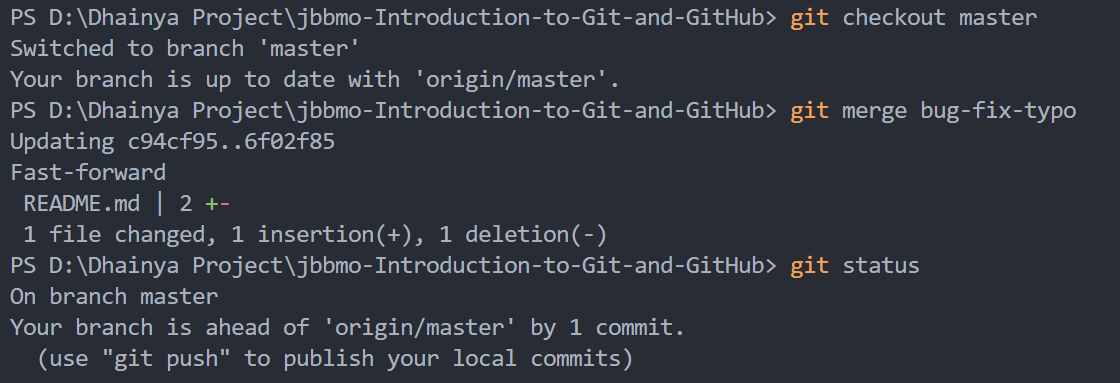 PS D:\Dhainya Project\jbbmo-Introduction-to-Git-and-GitHub> git checkout master
Switched to branch 'master'
Your branch is up to date with 'origin/master'.
PS D:\Dhainya Project\jbbmo-Introduction-to-Git-and-GitHub> git merge bug-fix-typo
Updating c94cf95..6f02f85
Fast-forward
 README.md | 2 +-
 1 file changed, 1 insertion(+), 1 deletion(-)
PS D:\Dhainya Project\jbbmo-Introduction-to-Git-and-GitHub> git status
On branch master
Your branch is ahead of 'origin/master' by 1 commit.
  (use "git push" to publish your local commits)